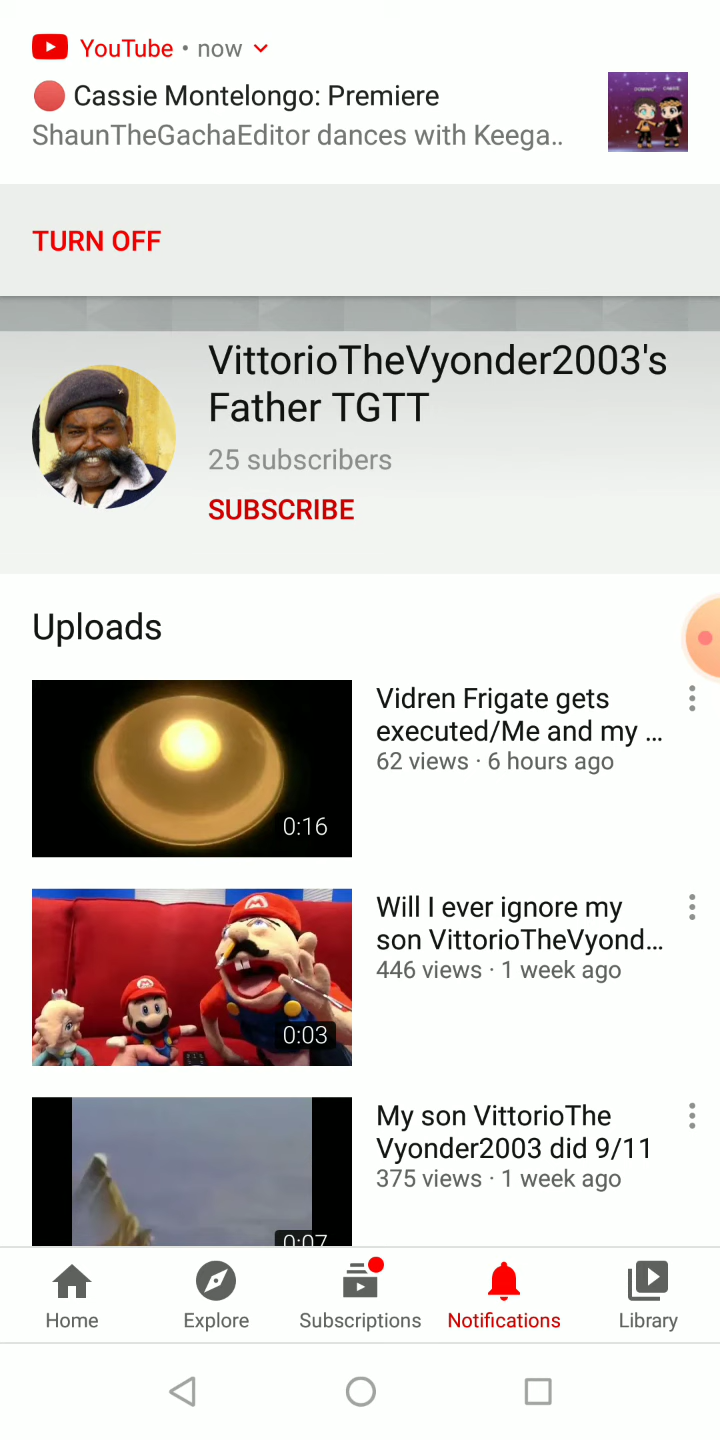 YouTube • now
Cassie Montelongo: Premiere
ShaunTheGachaEditor dances with Keega..
TURN OFF
VittorioTheVyonder2003's
Father TGTT
25 subscribers
SUBSCRIBE
Uploads
Vidren Frigate gets
executed/Me and my ...
62 views · 6 hours ago
0:16
Will I ever ignore my
son VittorioTheVyond...
446 views · 1 week ago
0:03
My son VittorioThe
Vyonder2003 did 9/11
375 views · 1 week ago
0:07
Home
Explore
Subscriptions
Notifications
Library